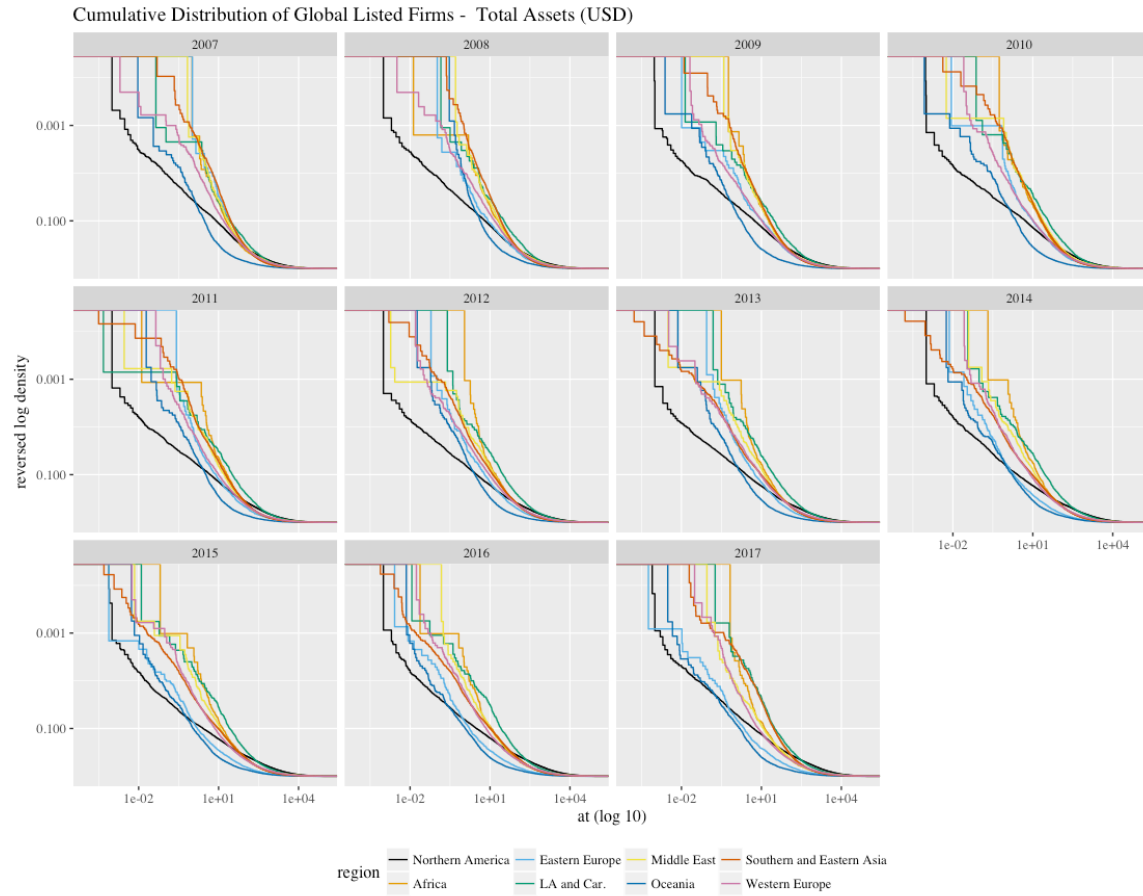 Cumulative Distribution of Global Listed Firms - Total Assets (USD)
2007
2008
2009
2010
0.001
0.100
2011
2012
2013
2014
0.001
0.100
1e-02
1e+01
1e+04
2015
2016
2017
0.001
0.100
1e-02
1e+01
1e+04
1e-02
1e+01
1e+04
1e-02
1e+01
1e+04
reversed log density
at (log 10)
region
Northern America
Eastern Europe
Middle East
Southern and Eastern Asia
Africa
LA and Car.
Oceania
Western Europe